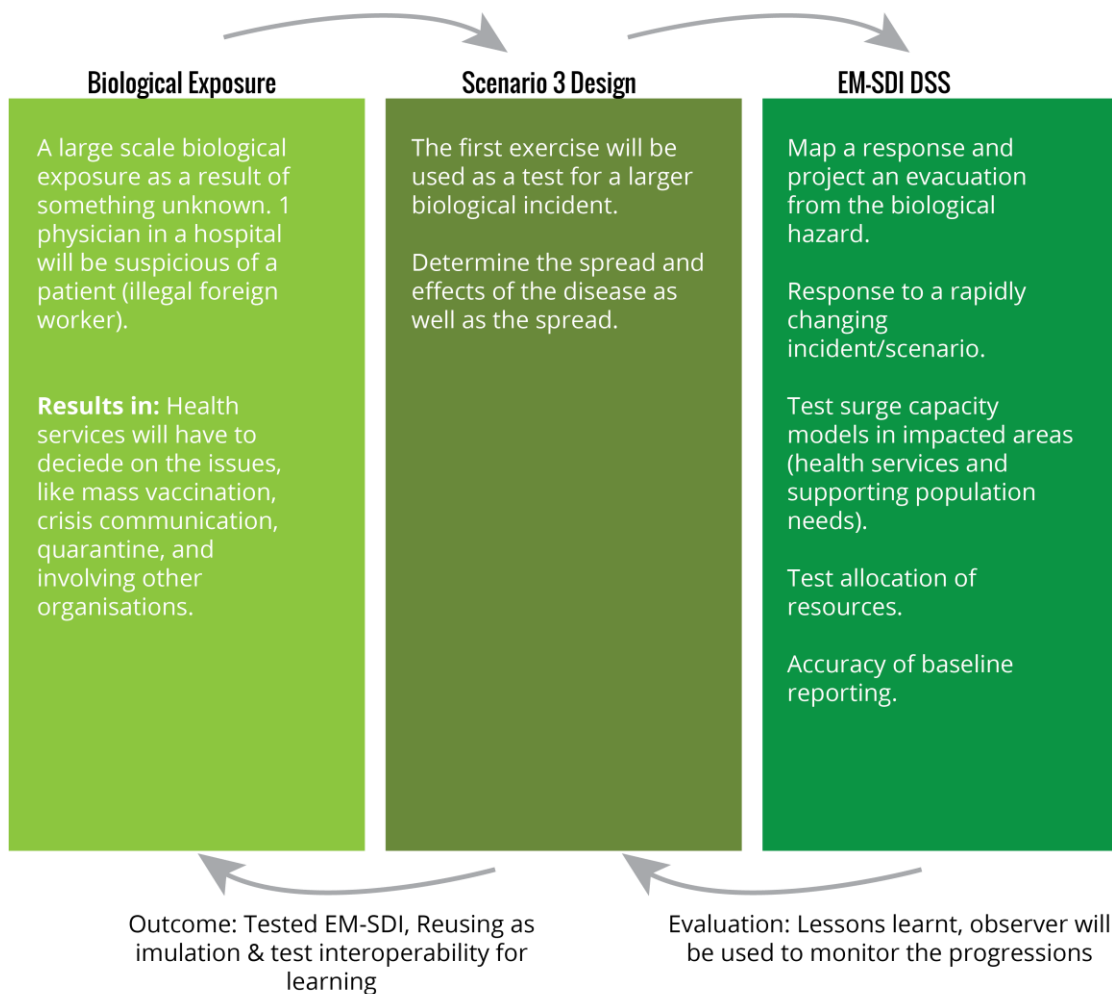 Biological Exposure
A large scale biological
exposure as a result of
something unknown. 1
physician in a hospital
will be suspicious of a
patient (illegal foreign
worker).
Results in: Health
services will have to
deciede on the issues,
like mass vaccination,
crisis communication,
quarantine, and
involving other
organisations.
Scenario 3 Design
The first exercise will be
used as a test for a larger
biological incident.
Determine the spread and
effects of the disease as
well as the spread.
EM-SDI DSS
Map a response and
project an evacuation
from the biological
hazard.
Response to a rapidly
changing
incident/scenario.
Test surge capacity
models in impacted areas
(health services and
supporting population
needs).
Test allocation of
resources.
Accuracy of baseline
reporting.
Outcome: Tested EM-SDI, Reusing as
imulation & test interoperability for
learning
Evaluation: Lessons learnt, observer will
be used to monitor the progressions